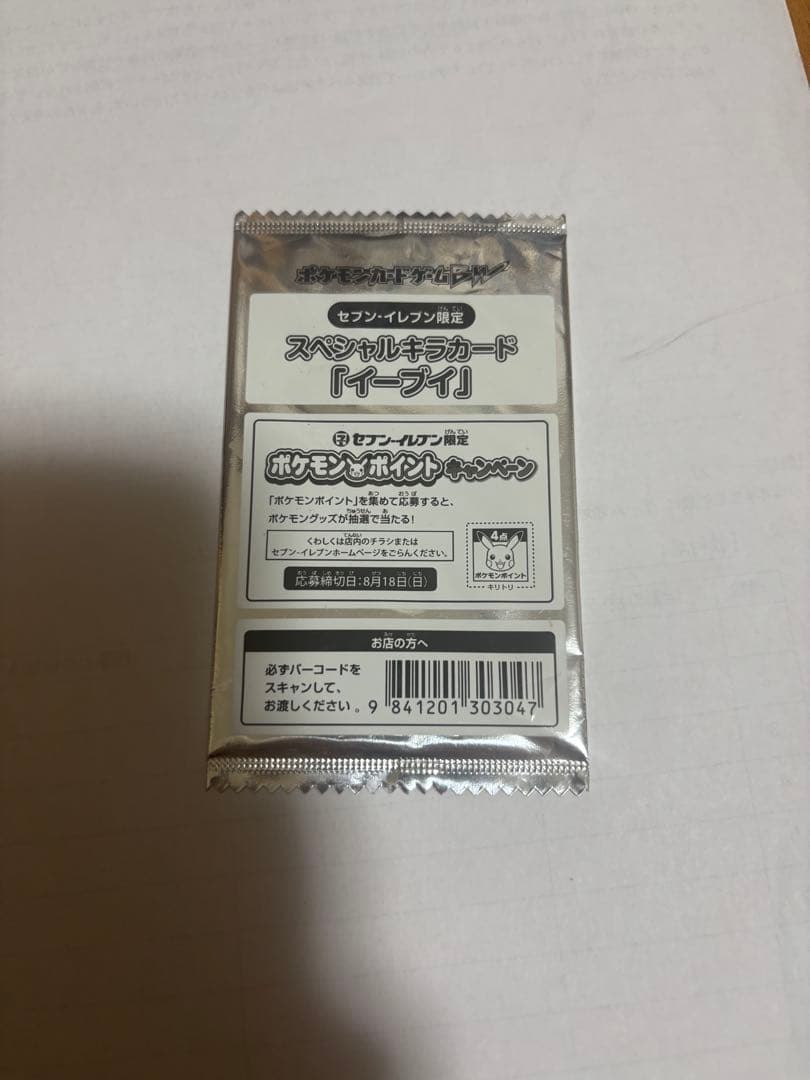 ポケモンカードゲームBW
セブン-イレブン限定
スペシャルキラカード
「イーブイ」
セブン-イレブン限定
ポケモンポイントキャンペーン
「ポケモンポイント」を集めて応募すると、
ポケモングッズが抽選で当たる!
くわしくは店内のチラシまたは
セブン-イレブンホームページをごらんください。
応募締切日:8月18日(日)
4点
ポケモンポイント
キリトリ
お店の方へ
必ずバーコードを
スキャンして、
お渡しください。
9 841201 303047